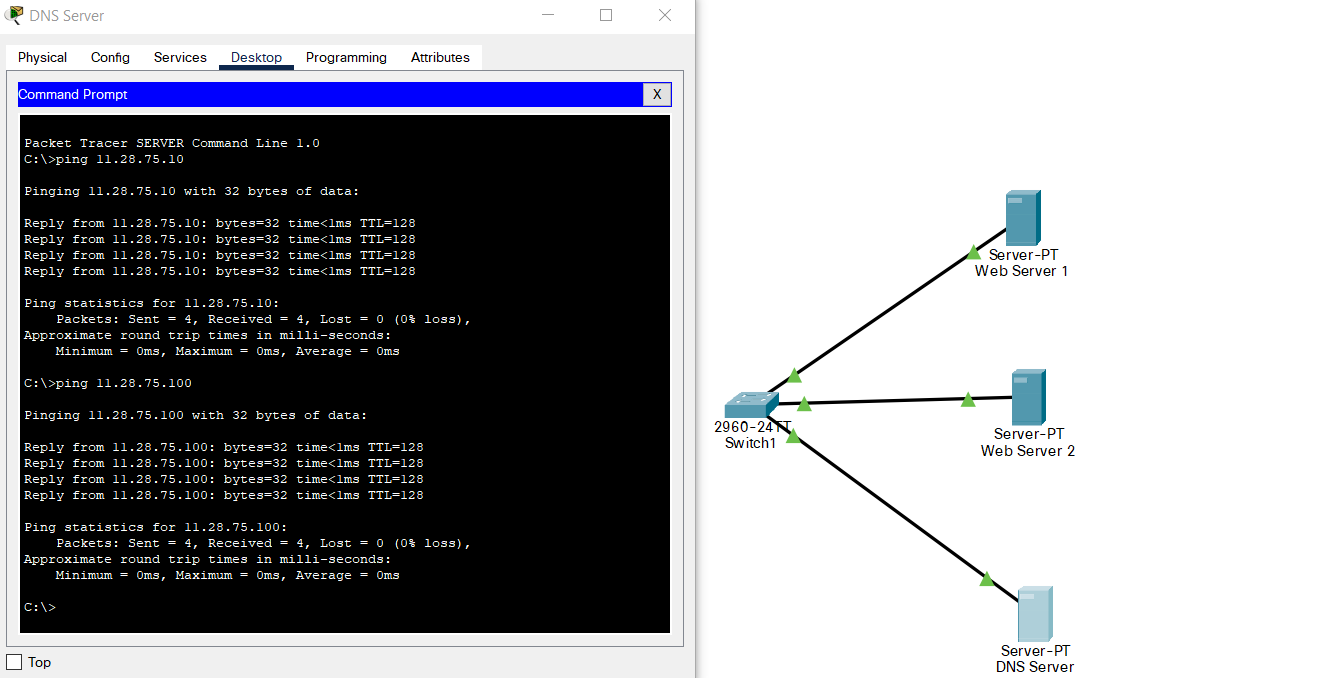 DNS Server
Physical Config Services Desktop Programming Attributes
Command Prompt X
Packet Tracer SERVER Command Line 1.0
C:\>ping 11.28.75.10
Pinging 11.28.75.10 with 32 bytes of data:
Reply from 11.28.75.10: bytes=32 time<1ms TTL=128
Reply from 11.28.75.10: bytes=32 time<1ms TTL=128
Reply from 11.28.75.10: bytes=32 time<1ms TTL=128
Reply from 11.28.75.10: bytes=32 time<1ms TTL=128
Ping statistics for 11.28.75.10:
Packets: Sent = 4, Received = 4, Lost = 0 (0% loss),
Approximate round trip times in milli-seconds:
Minimum = 0ms, Maximum = 0ms, Average = 0ms
C:\>ping 11.28.75.100
Pinging 11.28.75.100 with 32 bytes of data:
Reply from 11.28.75.100: bytes=32 time<1ms TTL=128
Reply from 11.28.75.100: bytes=32 time<1ms TTL=128
Reply from 11.28.75.100: bytes=32 time<1ms TTL=128
Reply from 11.28.75.100: bytes=32 time<1ms TTL=128
Ping statistics for 11.28.75.100:
Packets: Sent = 4, Received = 4, Lost = 0 (0% loss),
Approximate round trip times in milli-seconds:
Minimum = 0ms, Maximum = 0ms, Average = 0ms
C:\>
Top
Server-PT
Web Server 1
2960-24TT
Switch1
Server-PT
Web Server 2
Server-PT
DNS Server